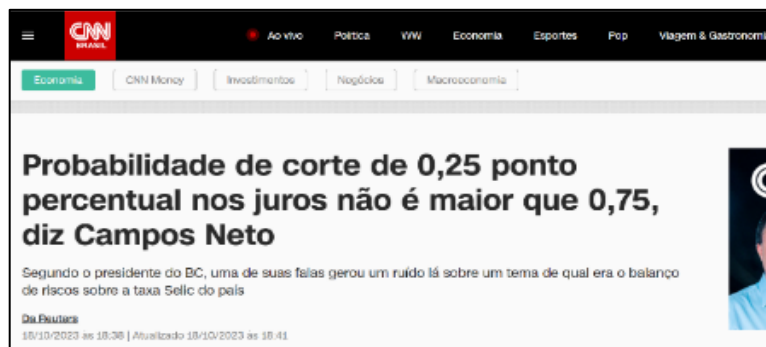 CNN
BRASIL
Ao vivo Política WW Economia Esportes Pop Viagem & Gastronomi
Economia CNN Money Investimentos Negócios Macroeconomia
Probabilidade de corte de 0,25 ponto
percentual nos juros não é maior que 0,75,
diz Campos Neto
Segundo o presidente do BC, uma de suas falas gerou um ruído lá sobre um tema de qual era o balanço
de riscos sobre a taxa Selic do país
Da Reuters
18/10/2023 às 18:38 | Atualizado 18/10/2023 às 18:41